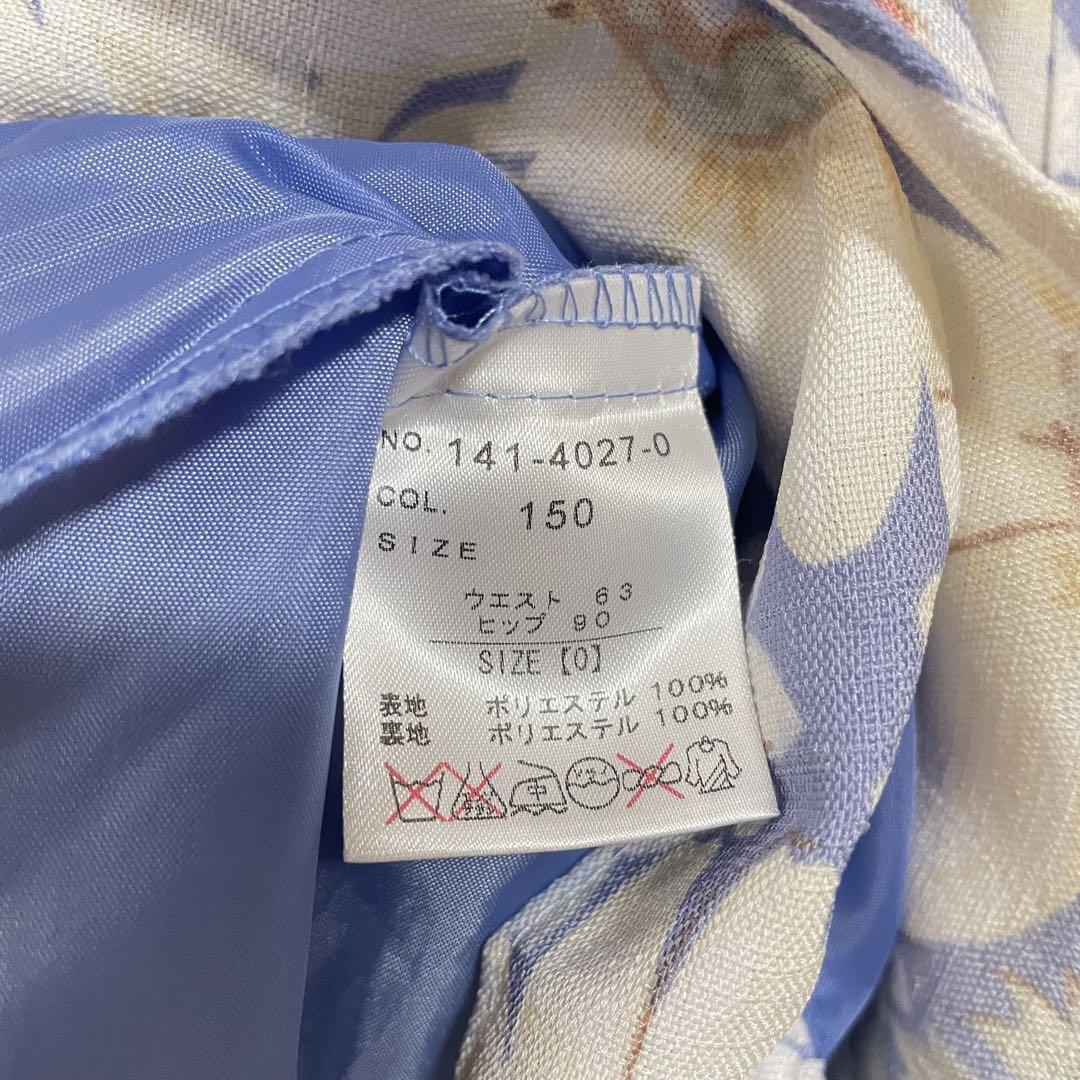 NO. 141-4027-0
COL. 150
SIZE
ウエスト 63
ヒップ 90
SIZE【0】
表地 ポリエステル 100%
裏地 ポリエステル 100%
中